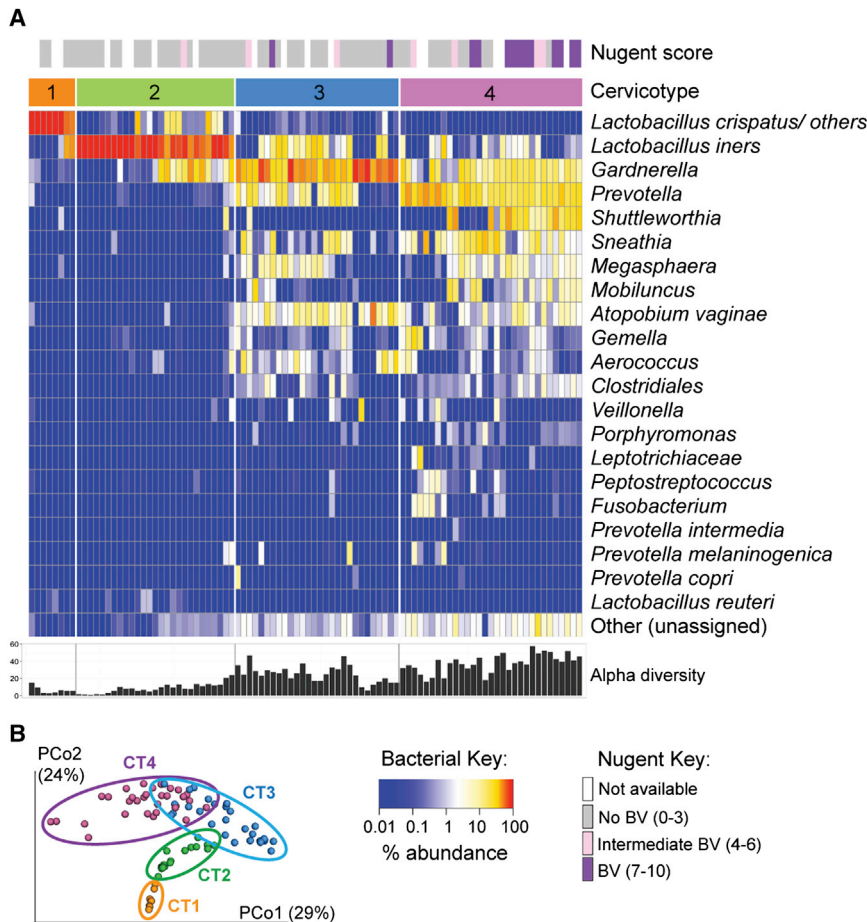 A
Nugent score
1 2 3 4 Cervicotype
Lactobacillus crispatus/ others
Lactobacillus iners
Gardnerella
Prevotella
Shuttleworthia
Sneathia
Megasphaera
Mobiluncus
Atopobium vaginae
Gemella
Aerococcus
Clostridiales
Veillonella
Porphyromonas
Leptotrichiaceae
Peptostreptococcus
Fusobacterium
Prevotella intermedia
Prevotella melaninogenica
Prevotella copri
Lactobacillus reuteri
Other (unassigned)
60
40
20
0
Alpha diversity
B
PCo2
(24%)
CT4
CT3
CT2
CT1
PCo1 (29%)
Bacterial Key:
0.01 0.1 1 10 100
% abundance
Nugent Key:
Not available
No BV (0-3)
Intermediate BV (4-6)
BV (7-10)